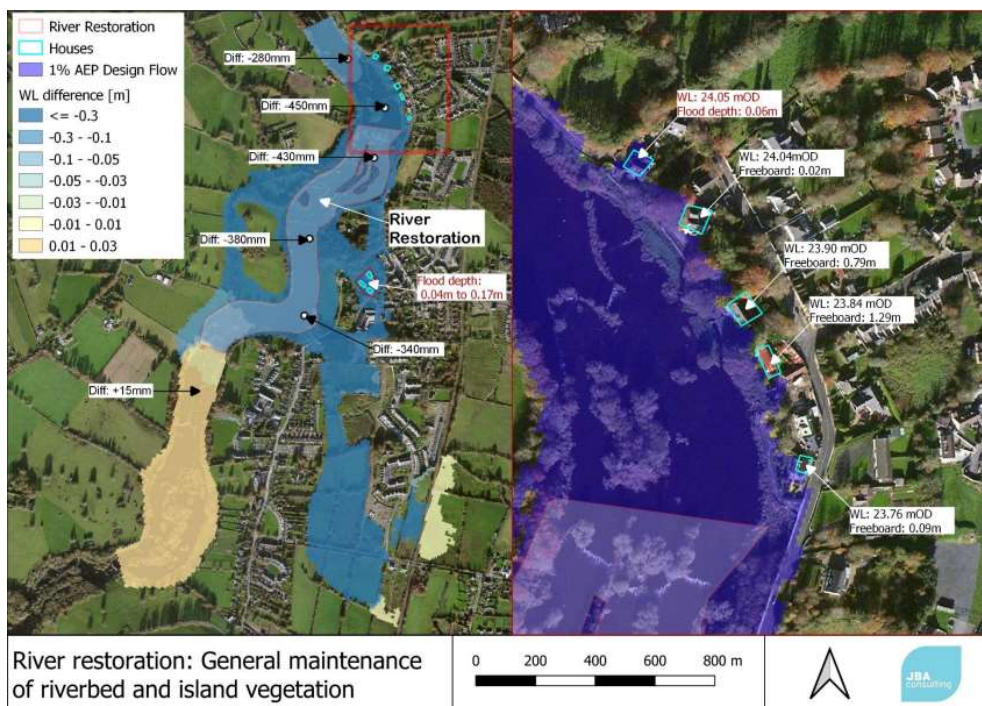 River Restoration
Houses
1% AEP Design Flow
WL difference [m]
<= -0.3
-0.3 - -0.1
-0.1 - -0.05
-0.05 - -0.03
-0.03 - -0.01
-0.01 - 0.01
0.01 - 0.03
Diff: -280mm
Diff: -450mm
Diff: -430mm
River
Restoration
Diff: -380mm
Flood depth:
0.04m to 0.17m
Diff: -340mm
Diff: +15mm
WL: 24.05 mOD
Flood depth: 0.06m
WL: 24.04mOD
Freeboard: 0.02m
WL: 23.90 mOD
Freeboard: 0.79m
WL: 23.84 mOD
Freeboard: 1.29m
WL: 23.76 mOD
Freeboard: 0.09m
River restoration: General maintenance
of riverbed and island vegetation
0 200 400 600 800 m
JBA
consulting